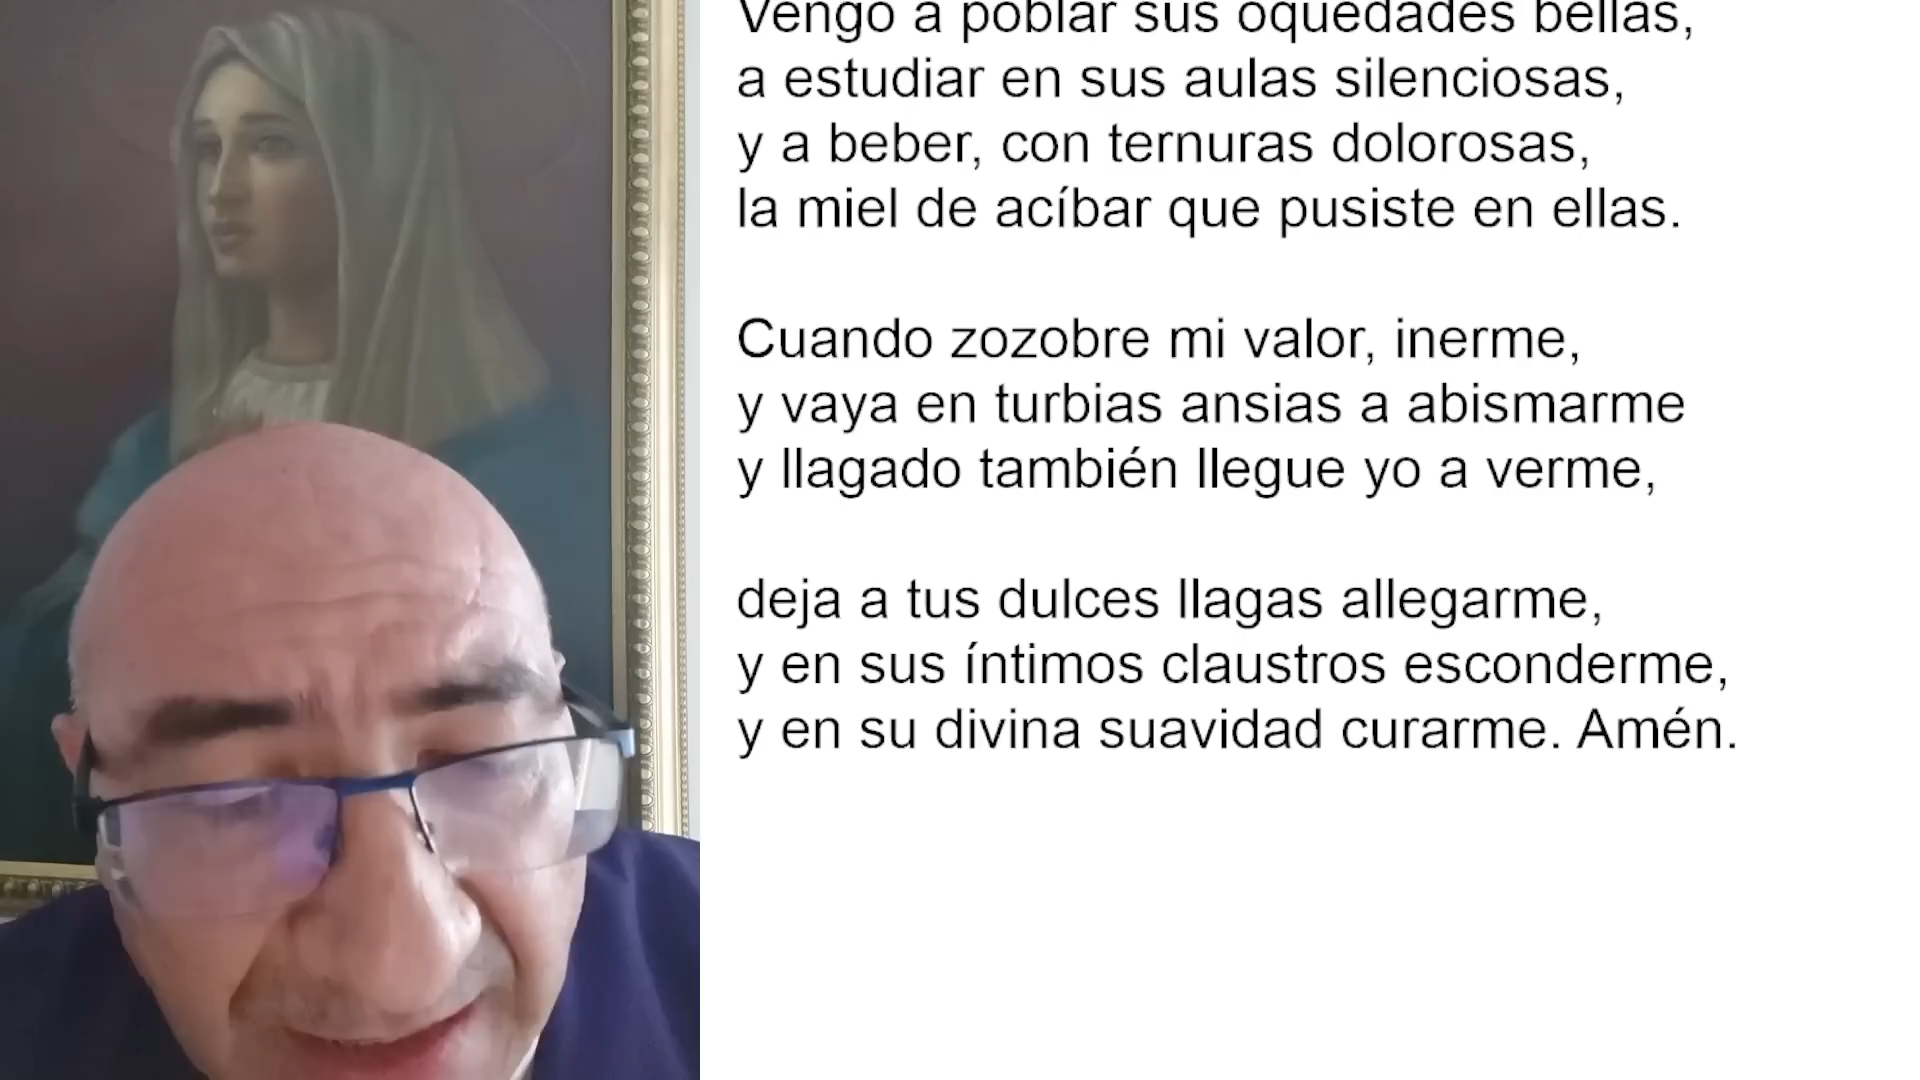 Vengo a poblar sus oquedades bellas,
a estudiar en sus aulas silenciosas,
y a beber, con ternuras dolorosas,
la miel de acíbar que pusiste en ellas.
Cuando zozobre mi valor, inerme,
y vaya en turbias ansias a abismarme
y llagado también llegue yo a verme,
deja a tus dulces llagas allegarme,
y en sus íntimos claustros esconderme,
y en su divina suavidad curarme. Amén.